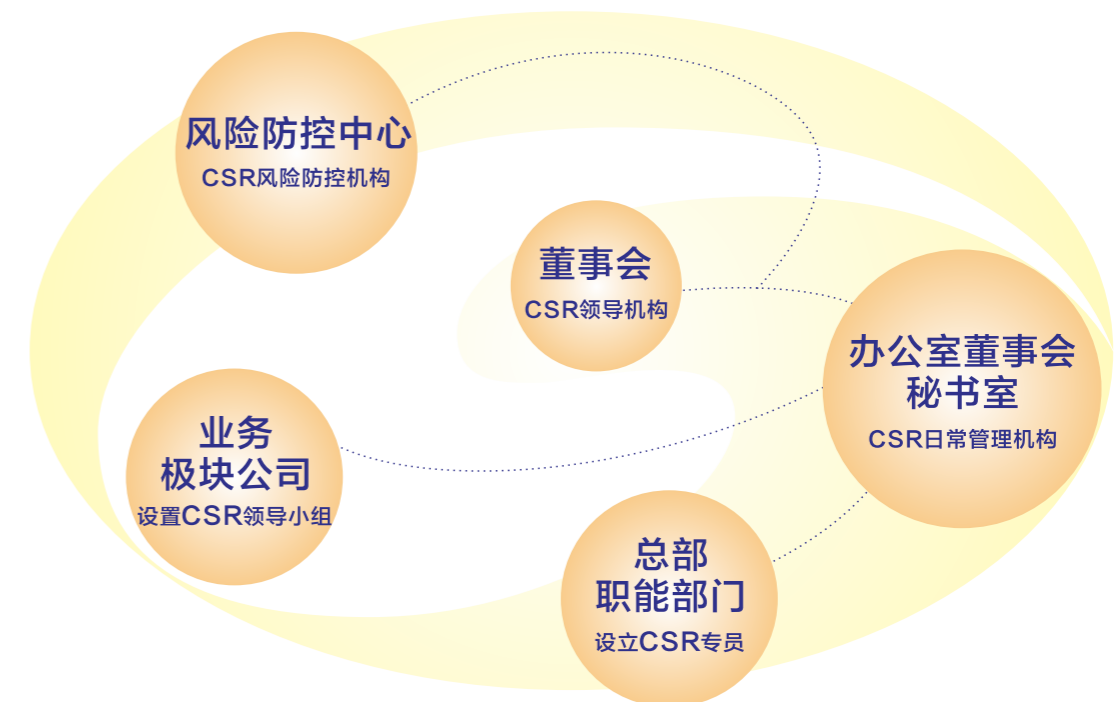 风险防控中心
CSR风险防控机构
董事会
CSR领导机构
办公室董事会
秘书室
CSR日常管理机构
业务
极块公司
设置CSR领导小组
总部
职能部门
设立CSR专员